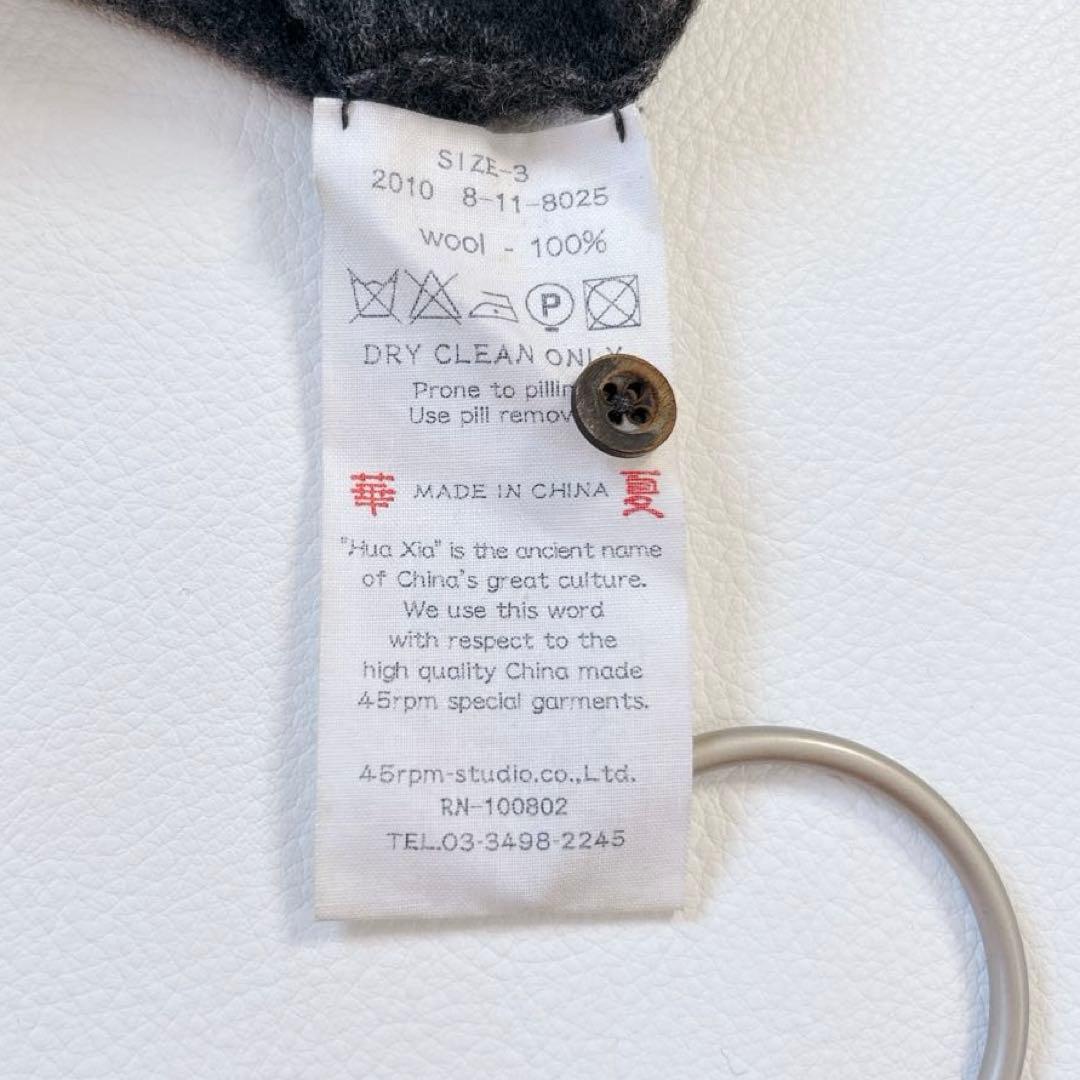 SIZE-3
2010 8-11-8025
wool - 100%
P
DRY CLEAN ONLY
Prone to
Use pill
華 MADE IN CHINA 夏
"Hua Xia" is the ancient name
of China's great culture.
We use this word
with respect to the
high quality China made
45rpm special garments.
45rpm-studio.co.,Ltd.
RN-100802
TEL.03-3498-2245